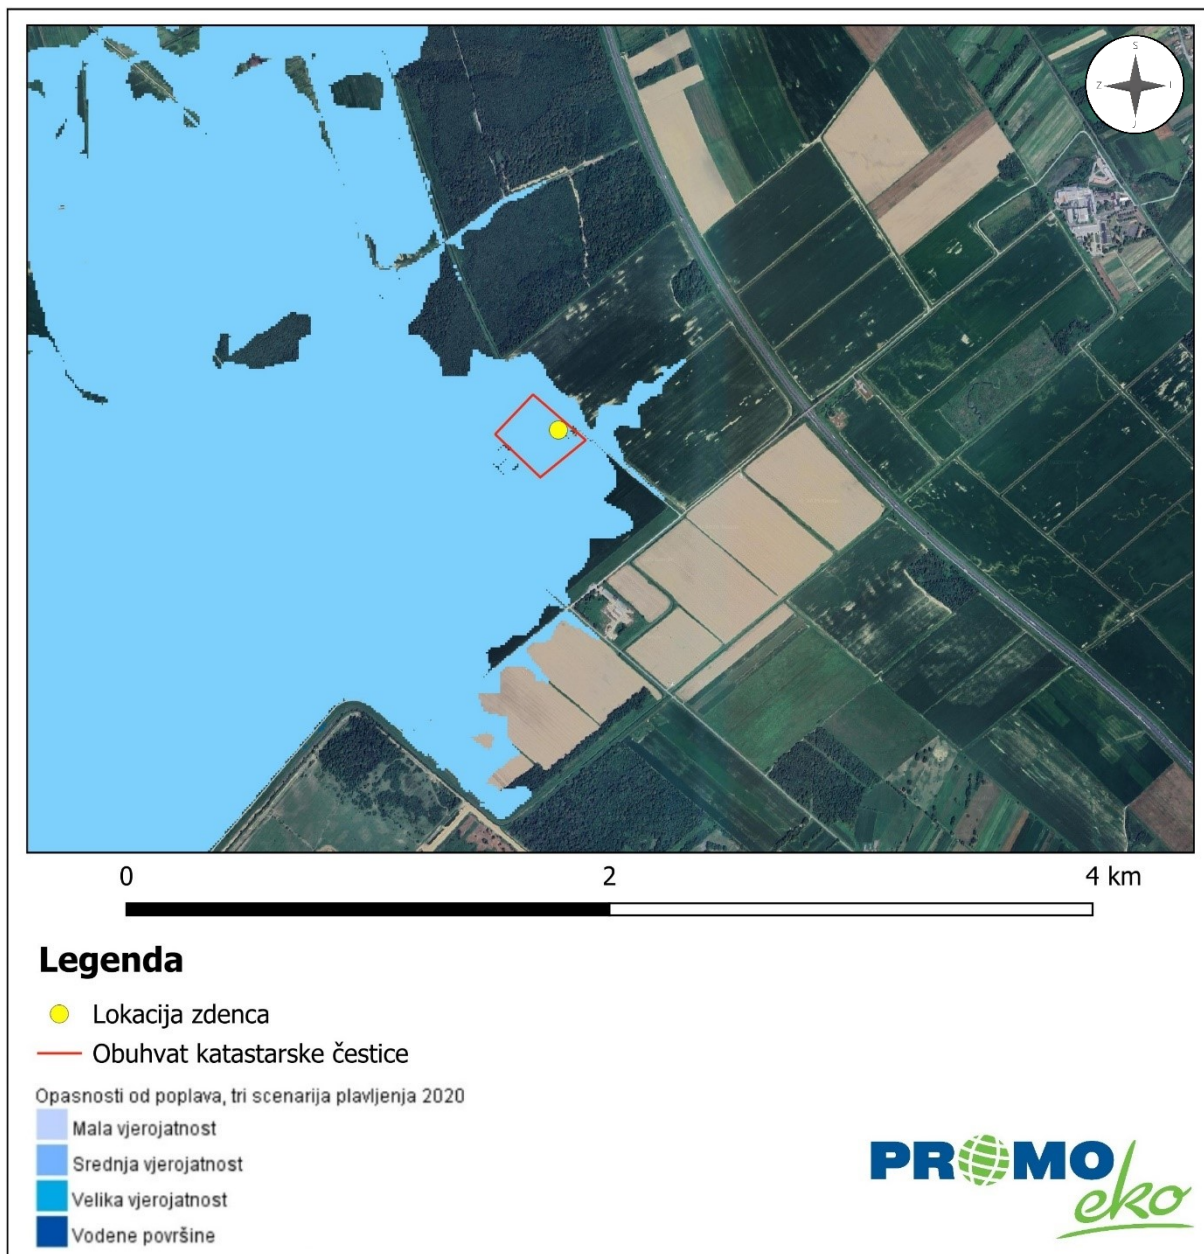 S
Z I
J
0 2 4 km
Legenda
Lokacija zdenca
Obuhvat katastarske čestice
Opasnosti od poplava, tri scenarija plavljenja 2020
Mala vjerojatnost
Srednja vjerojatnost
Velika vjerojatnost
Vodene površine
PROMO
eko